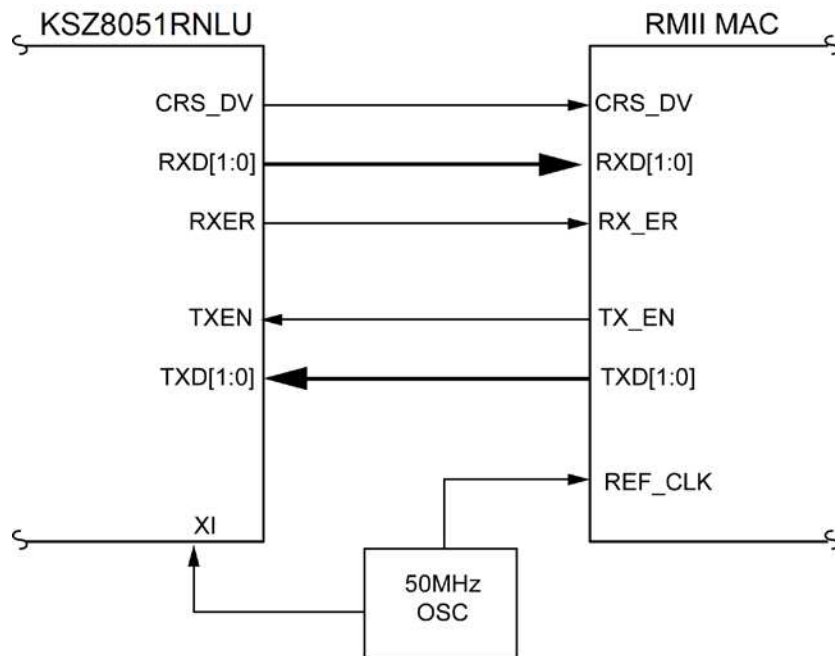 KSZ8051RNLU
RMII MAC
CRS_DV
CRS_DV
RXD[1:0]
RXD[1:0]
RXER
RX_ER
TXEN
TX_EN
TXD[1:0]
TXD[1:0]
REF_CLK
XI
50MHz
OSC